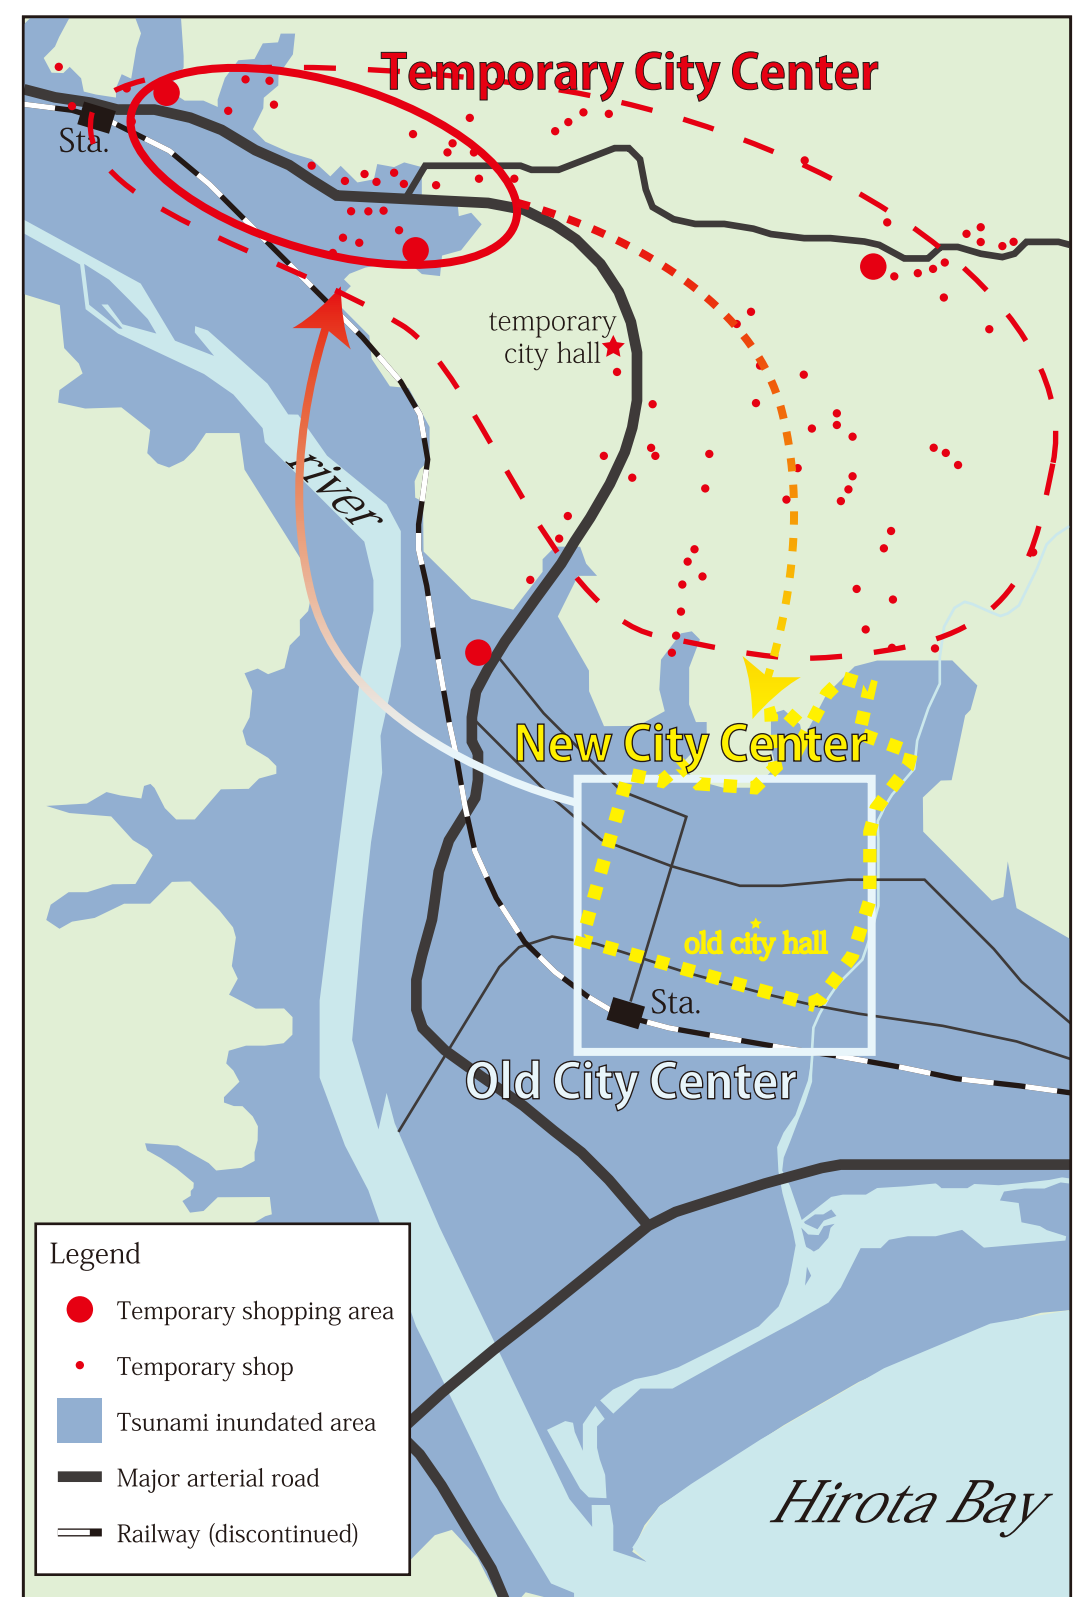 Temporary City Center
Sta.
temporary
city hall
river
New City Center
old city hall
Sta.
Old City Center
Legend
Temporary shopping area
Temporary shop
Tsunami inundated area
Major arterial road
Railway (discontinued)
Hirota Bay